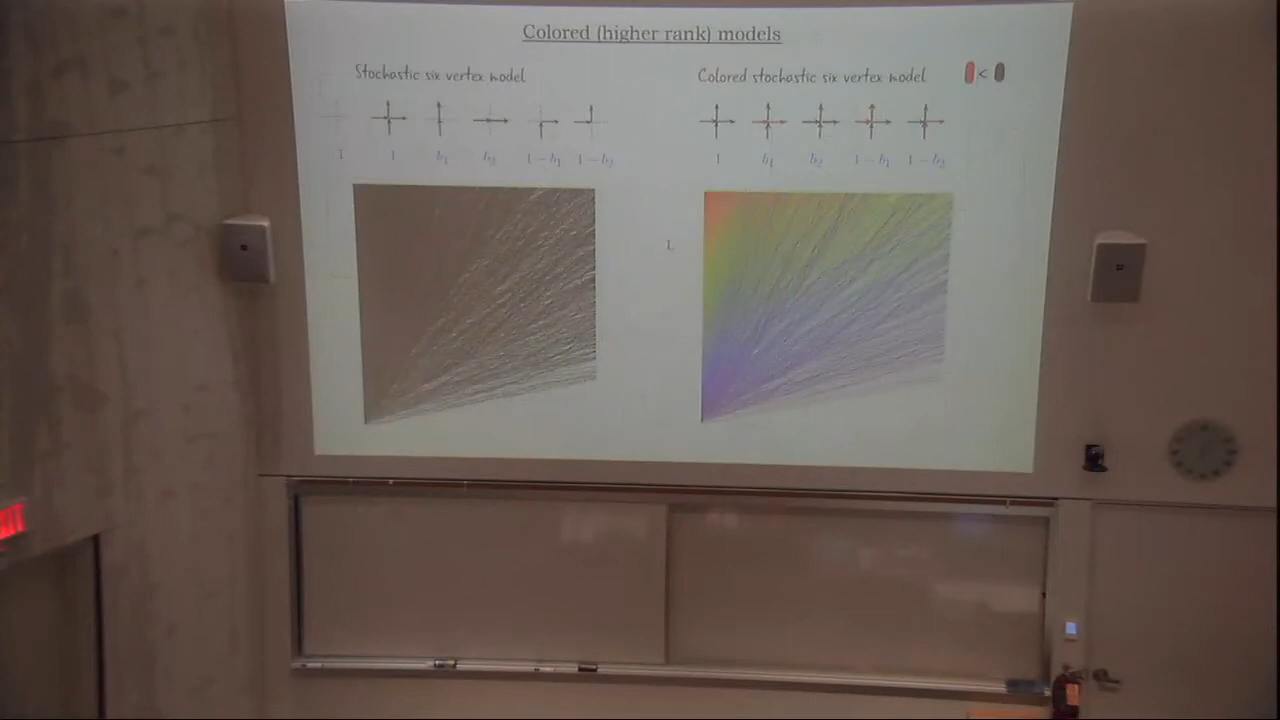 Colored (higher rank) models
Stochastic six vertex model
Colored stochastic six vertex model
<
1 1 b₁ b₂ 1 − b₁ 1 − b₂
1 b₁ b₂ 1 − b₁ 1 − b₂